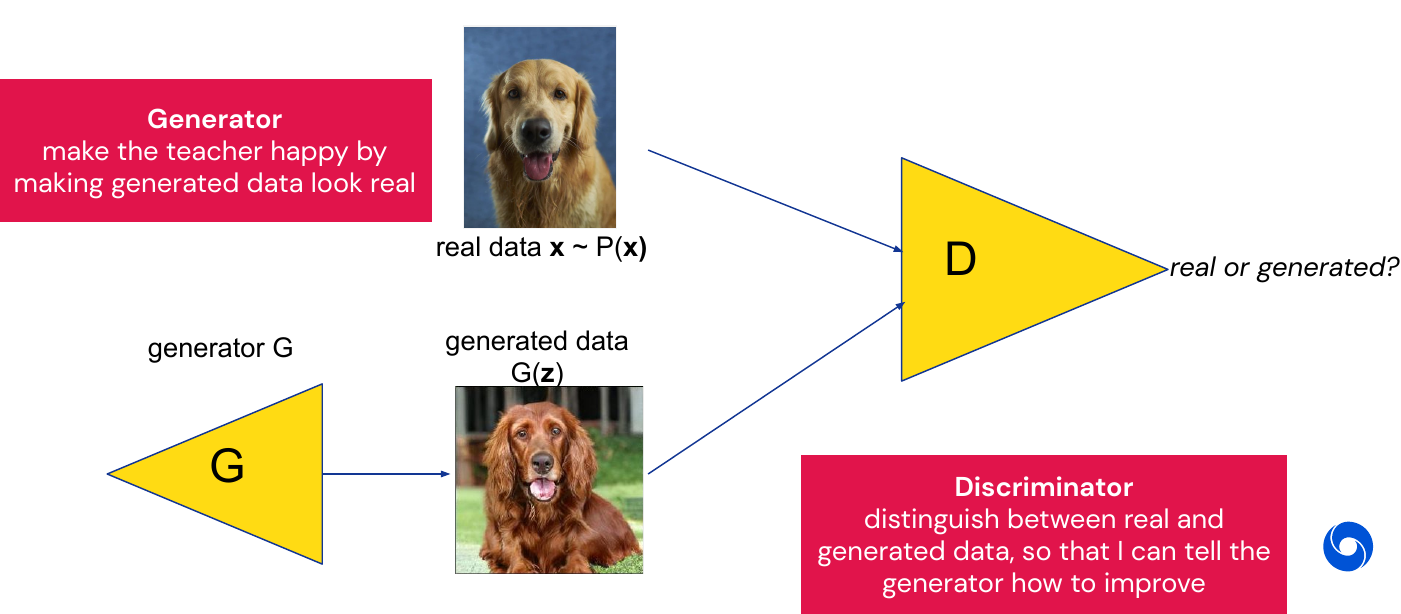 Generator
make the teacher happy by
making generated data look real
real data x ~ P(x)
D
real or generated?
generator G
generated data
G(z)
G
Discriminator
distinguish between real and
generated data, so that I can tell the
generator how to improve